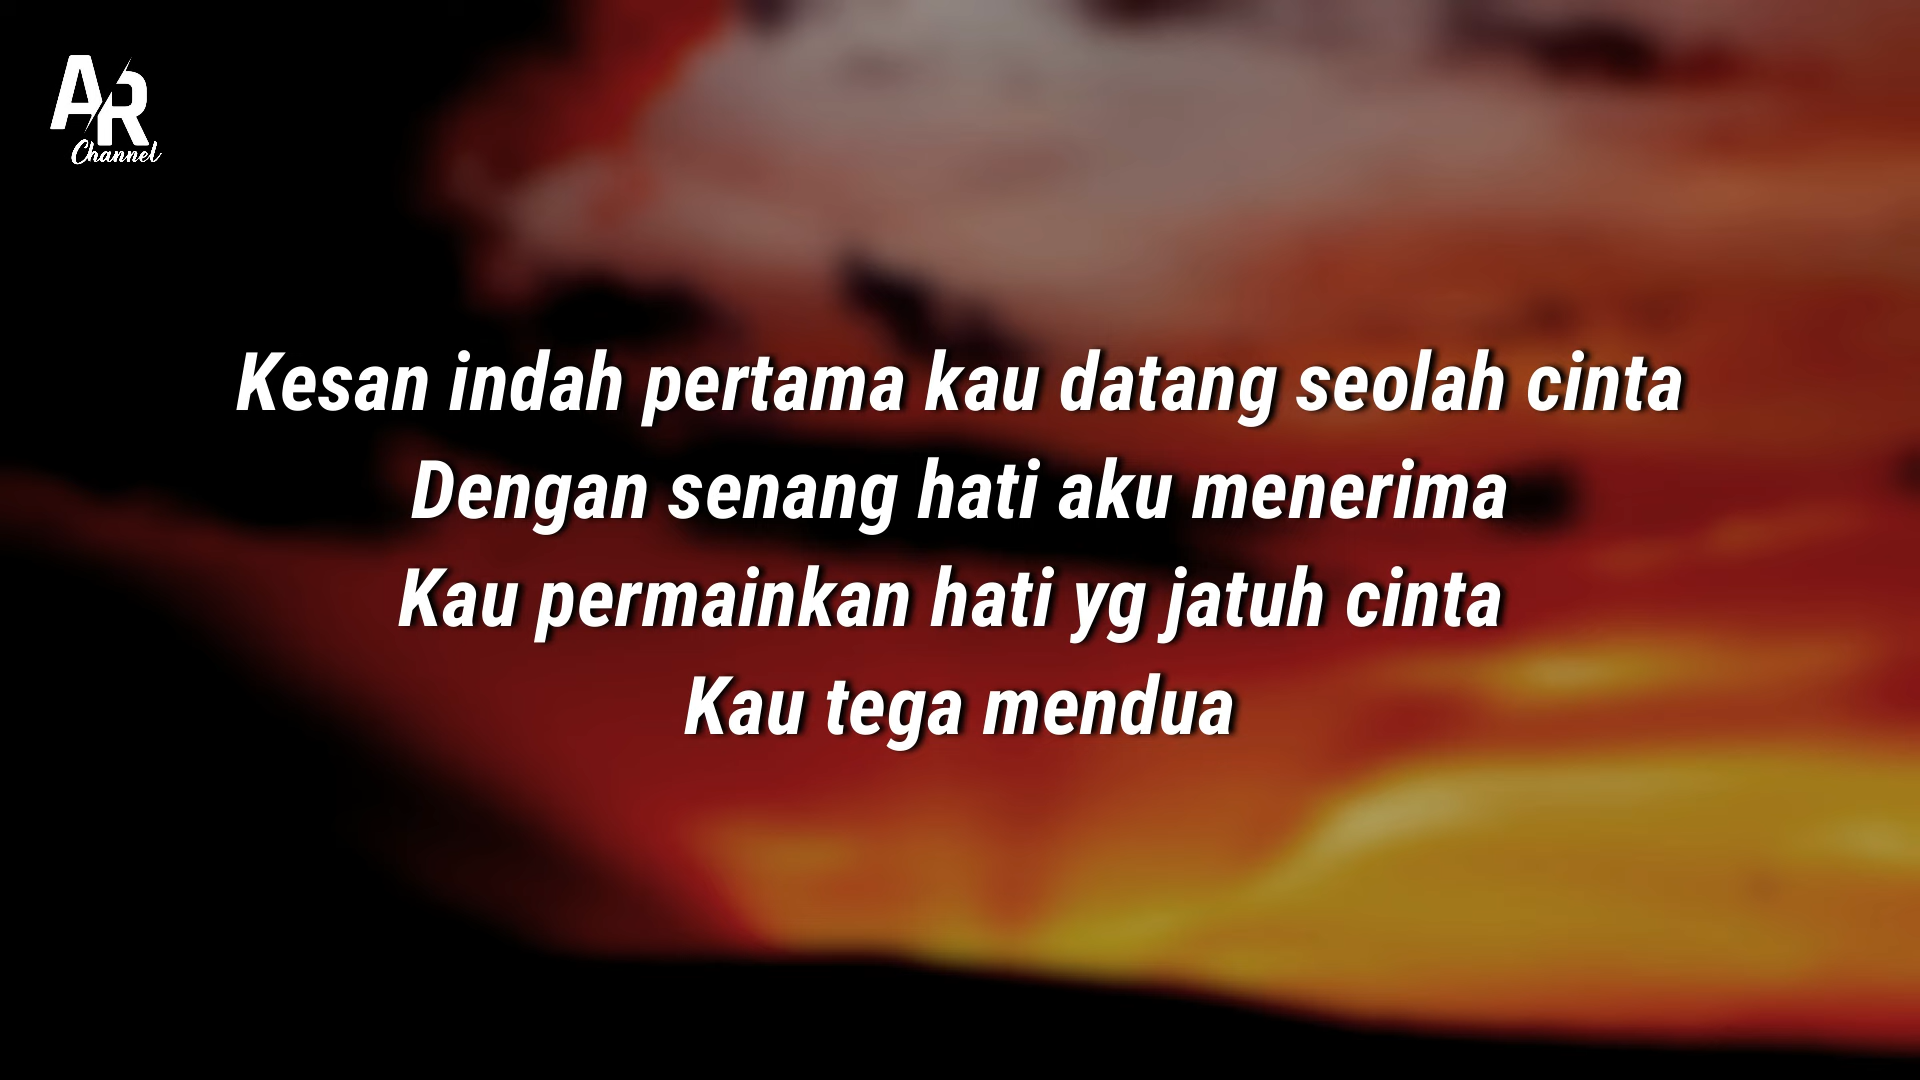 AR
Channel
Kesan indah pertama kau datang seolah cinta
Dengan senang hati aku menerima
Kau permainkan hati yg jatuh cinta
Kau tega mendua